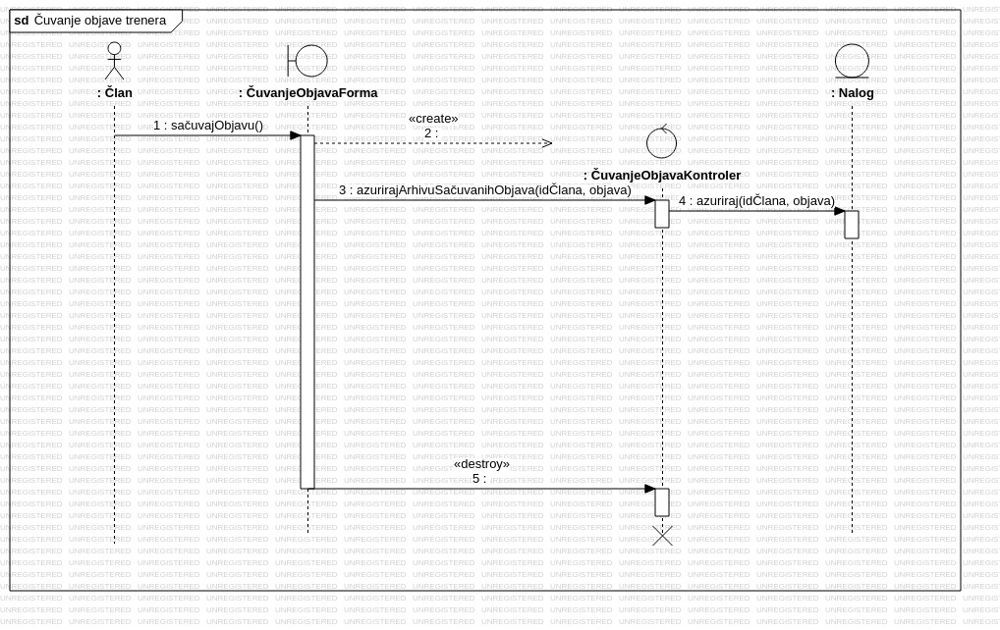 sd Čuvanje objave trenera
: Član
: ČuvanjeObjavaForma
: Nalog
1 : sačuvajObjavu()
«create»
2 :
: ČuvanjeObjavaKontroler
3 : azurirajArhivuSačuvanihObjava(idČlana, objava)
4 : azuriraj(idČlana, objava)
«destroy»
5 :
UNREGISTERED